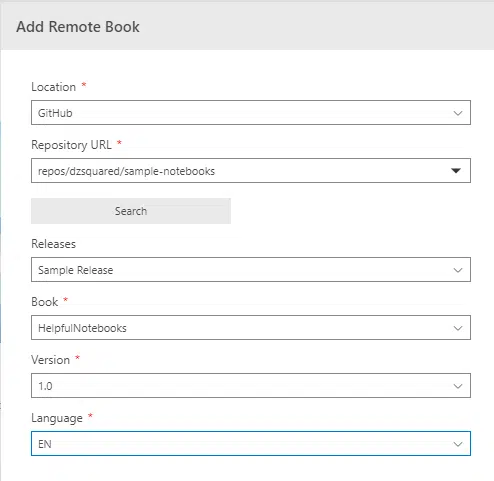 Add Remote Book
Location *
GitHub
Repository URL *
repos/dzsquared/sample-notebooks
Search
Releases
Sample Release
Book *
HelpfulNotebooks
Version *
1.0
Language *
EN